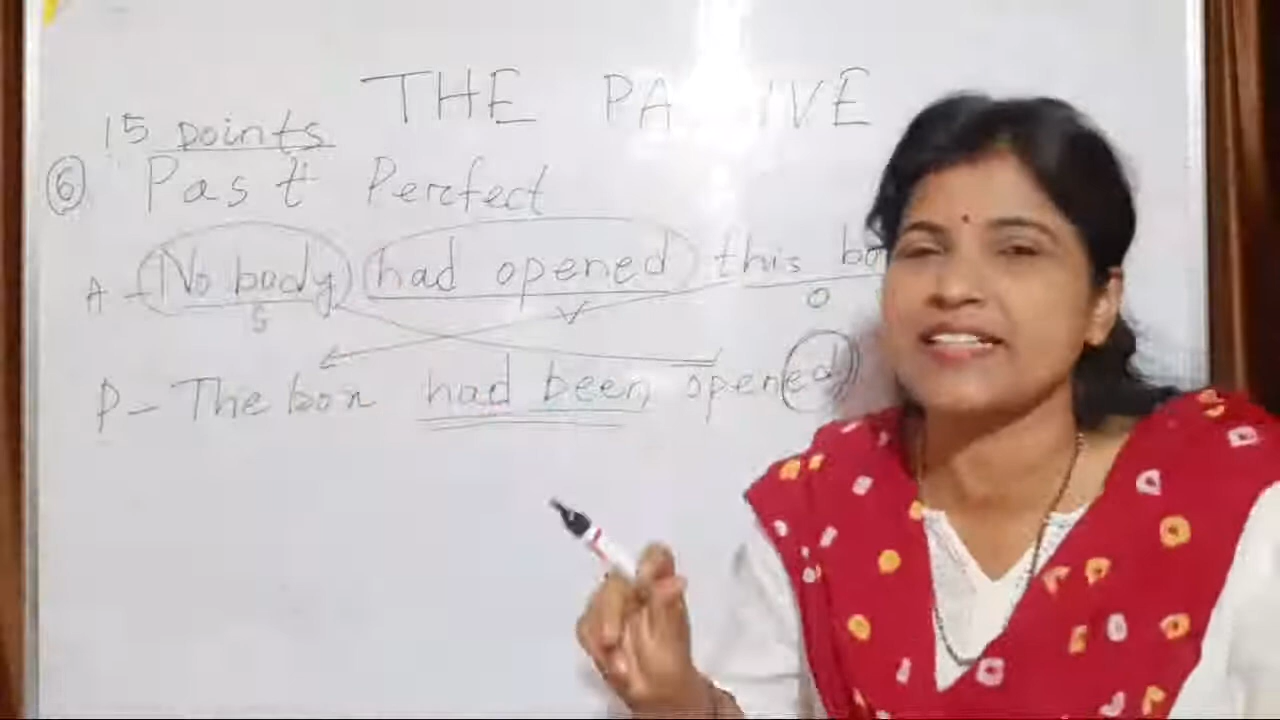 THE PA IVE
15 points
6 Past Perfect
A - No body had opened this bo
S O
P - The box had been opened